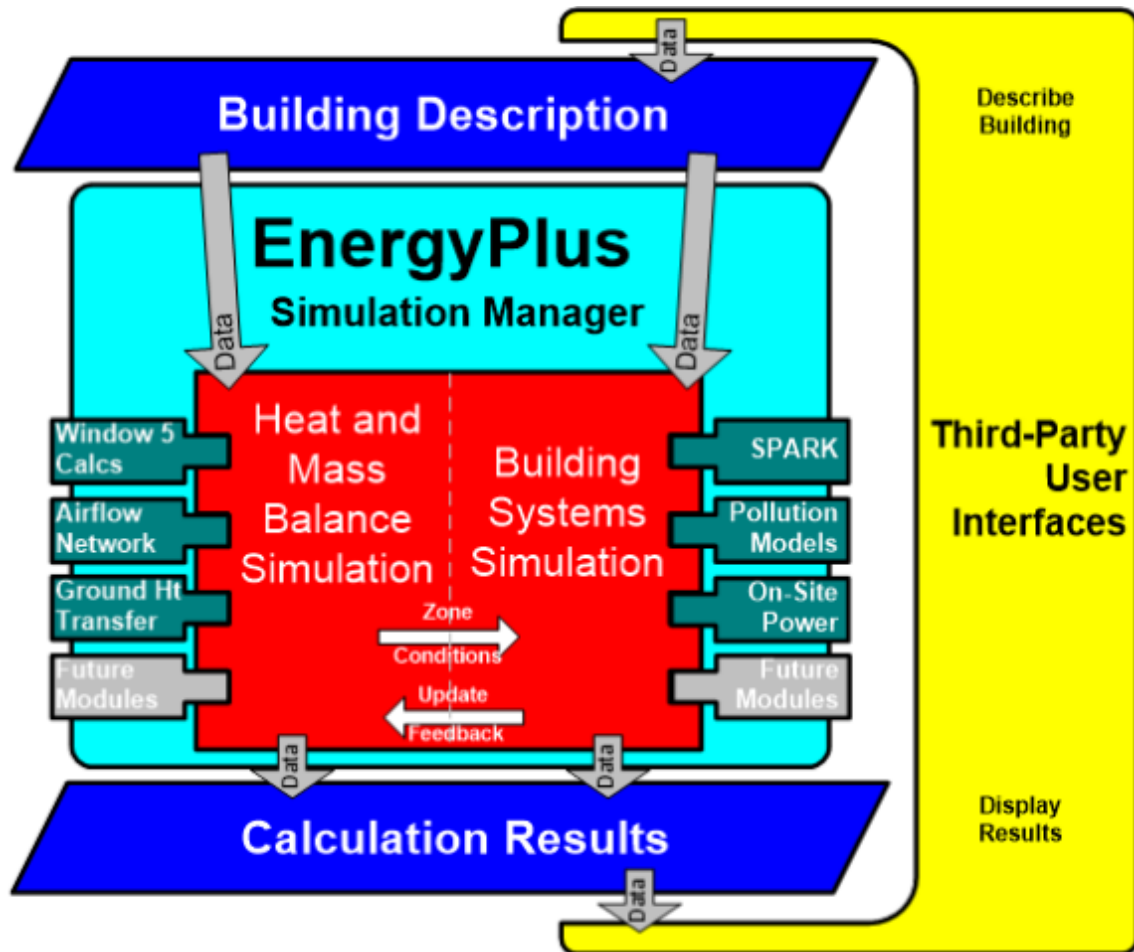 Data
Building Description
Describe
Building
EnergyPlus
Simulation Manager
Data
Data
Heat and
Mass
Balance
Simulation
Building
Systems
Simulation
Window 5
Calcs
Airflow
Network
Ground Ht
Transfer
Future
Modules
SPARK
Pollution
Models
On-Site
Power
Future
Modules
Zone
Conditions
Update
Feedback
Third-Party
User
Interfaces
Data
Data
Calculation Results
Display
Results
Data